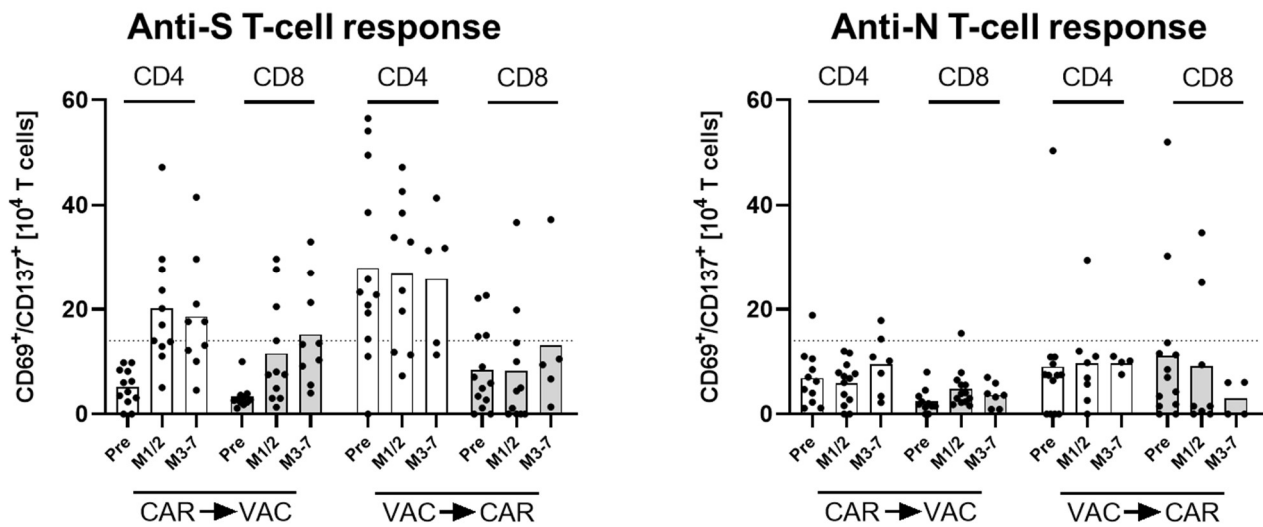 Anti-S T-cell response
CD4 CD8 CD4 CD8
CD69⁺/CD137⁺ [10⁴ T cells]
60
40
20
0
Pre M1/2 M3-7 Pre M1/2 M3-7 Pre M1/2 M3-7 Pre M1/2 M3-7
CAR VAC VAC CAR
Anti-N T-cell response
CD4 CD8 CD4 CD8
CD69⁺/CD137⁺ [10⁴ T cells]
60
40
20
0
Pre M1/2 M3-7 Pre M1/2 M3-7 Pre M1/2 M3-7 Pre M1/2 M3-7
CAR VAC VAC CAR